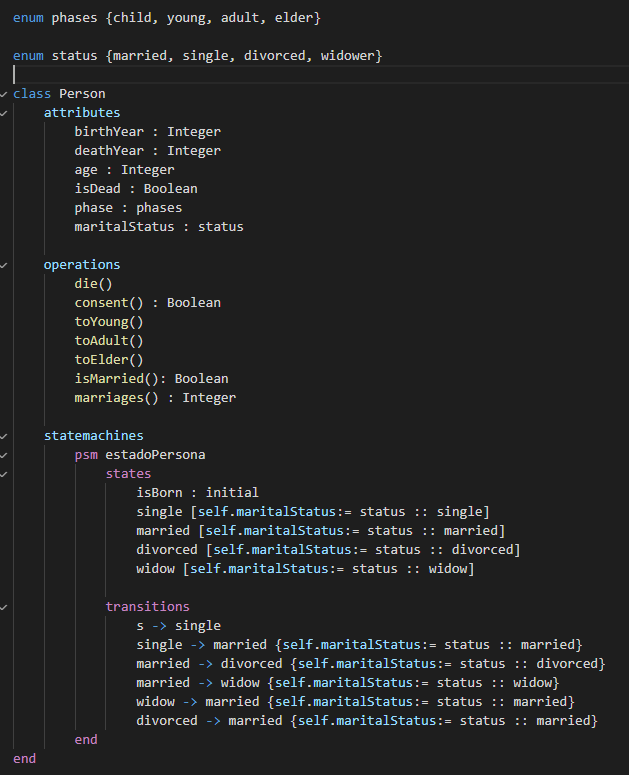 enum phases {child, young, adult, elder}
enum status {married, single, divorced, widower}
class Person
attributes
birthYear : Integer
deathYear : Integer
age : Integer
isDead : Boolean
phase : phases
maritalStatus : status
operations
die()
consent() : Boolean
toYoung()
toAdult()
toElder()
isMarried(): Boolean
marriages() : Integer
statemachines
psm estadoPersona
states
isBorn : initial
single [self.maritalStatus:= status :: single]
married [self.maritalStatus:= status :: married]
divorced [self.maritalStatus:= status :: divorced]
widow [self.maritalStatus:= status :: widow]
transitions
s -> single
single -> married {self.maritalStatus:= status :: married}
married -> divorced {self.maritalStatus:= status :: divorced}
married -> widow {self.maritalStatus:= status :: widow}
widow -> married {self.maritalStatus:= status :: married}
divorced -> married {self.maritalStatus:= status :: married}
end
end